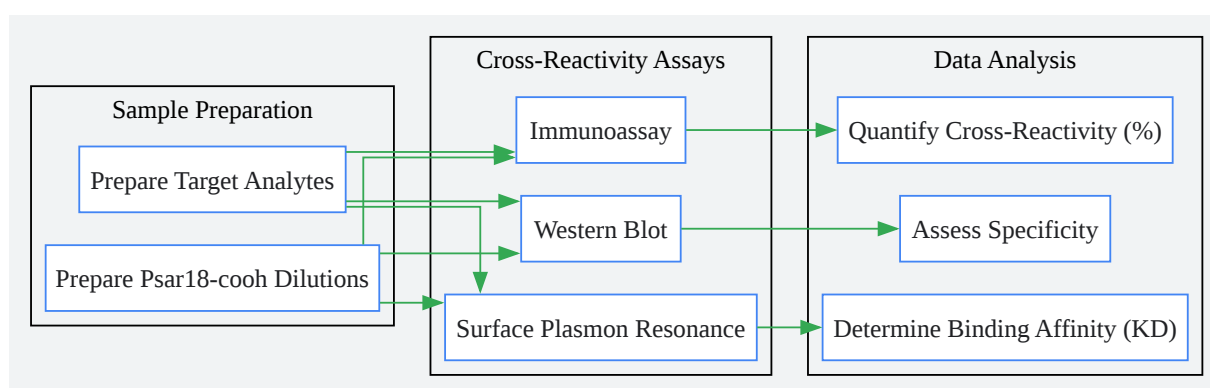 Sample Preparation
Prepare Target Analytes
Prepare Psar18-cooh Dilutions
Cross-Reactivity Assays
Immunoassay
Western Blot
Surface Plasmon Resonance
Data Analysis
Quantify Cross-Reactivity (%)
Assess Specificity
Determine Binding Affinity (KD)